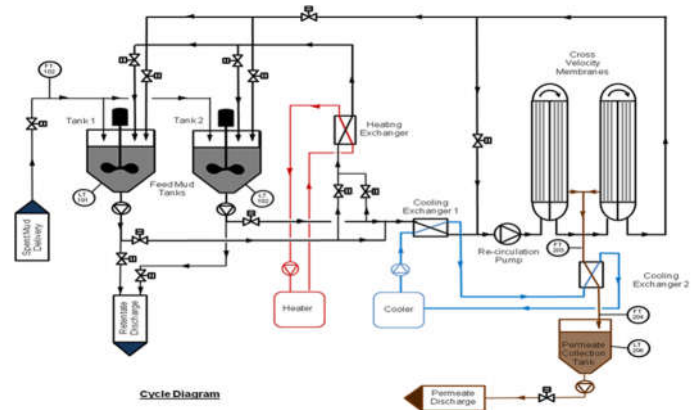 FT
102
Cross
Velocity
Membranes
Tank 1
Tank 2
Heating
Exchanger
Feed Mud
Tanks
LT
101
LT
102
Spent Mud
Delivery
Cooling
Exchanger 1
Re-circulation
Pump
FT
205
Cooling
Exchanger 2
Retentate
Discharge
Heater
Cooler
FT
204
Permeate
Collection
Tank
LT
206
Cycle Diagram
Permeate
Discharge